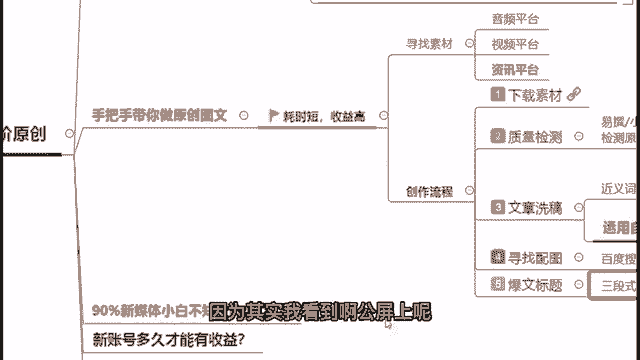 音频平台
寻找素材
视频平台
资讯平台
1 下载素材
手把手带你做原创图文
耗时短，收益高
价原创
2 质量检测
易撰/小
检测原
创作流程
近义词
3 文章洗稿
运用自
4 寻找配图
百度搜
5 爆文标题
三段式
90%新媒体小白不知
因为其实我看到啊公屏上呢
新账号多久才能有收益？